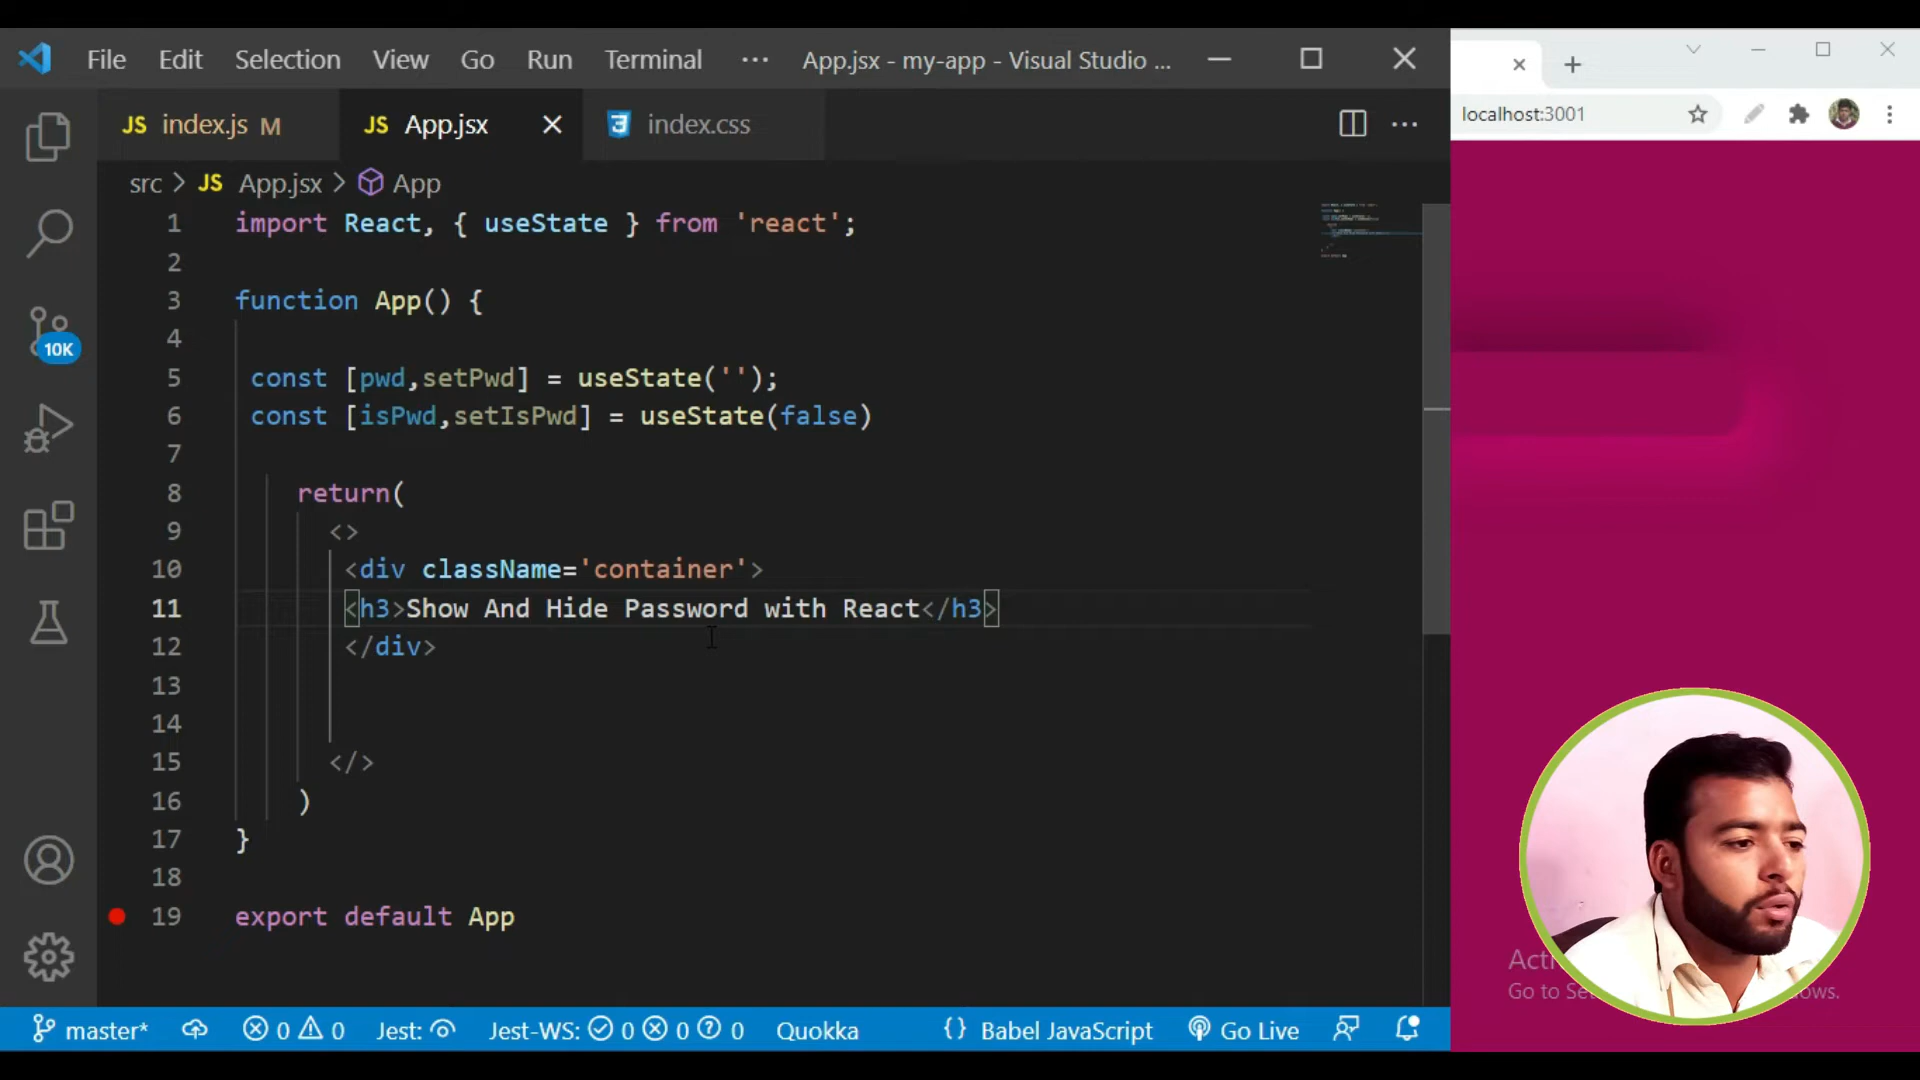 File Edit Selection View Go Run Terminal ··· App.jsx - my-app - Visual Studio ...
JS index.js M JS App.jsx index.css
src > JS App.jsx > App
1 import React, { useState } from 'react';
2
3 function App() {
4
5 const [pwd,setPwd] = useState('');
6 const [isPwd,setIsPwd] = useState(false)
7
8 return(
9 <>
10 <div className='container'>
11 <h3>Show And Hide Password with React</h3>
12 </div>
13
14
15 </>
16 )
17 }
18
19 export default App
10K
master* 0 0 Jest: Jest-WS: 0 0 0 Quokka {} Babel JavaScript Go Live
localhost:3001
Go to